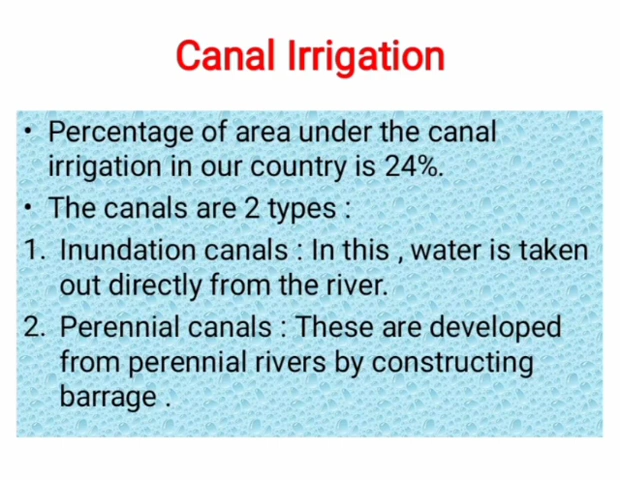 Canal Irrigation
• Percentage of area under the canal
irrigation in our country is 24%.
• The canals are 2 types :
1. Inundation canals : In this , water is taken
out directly from the river.
2. Perennial canals : These are developed
from perennial rivers by constructing
barrage .